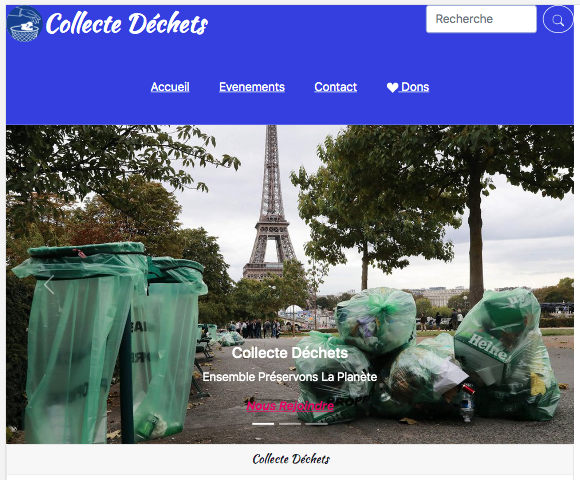 Collecte Déchets
Recherche
Accueil Evenements Contact Dons
Heineken
Collecte Déchets
Ensemble Préservons La Planète
Nous Rejoindre
Collecte Déchets